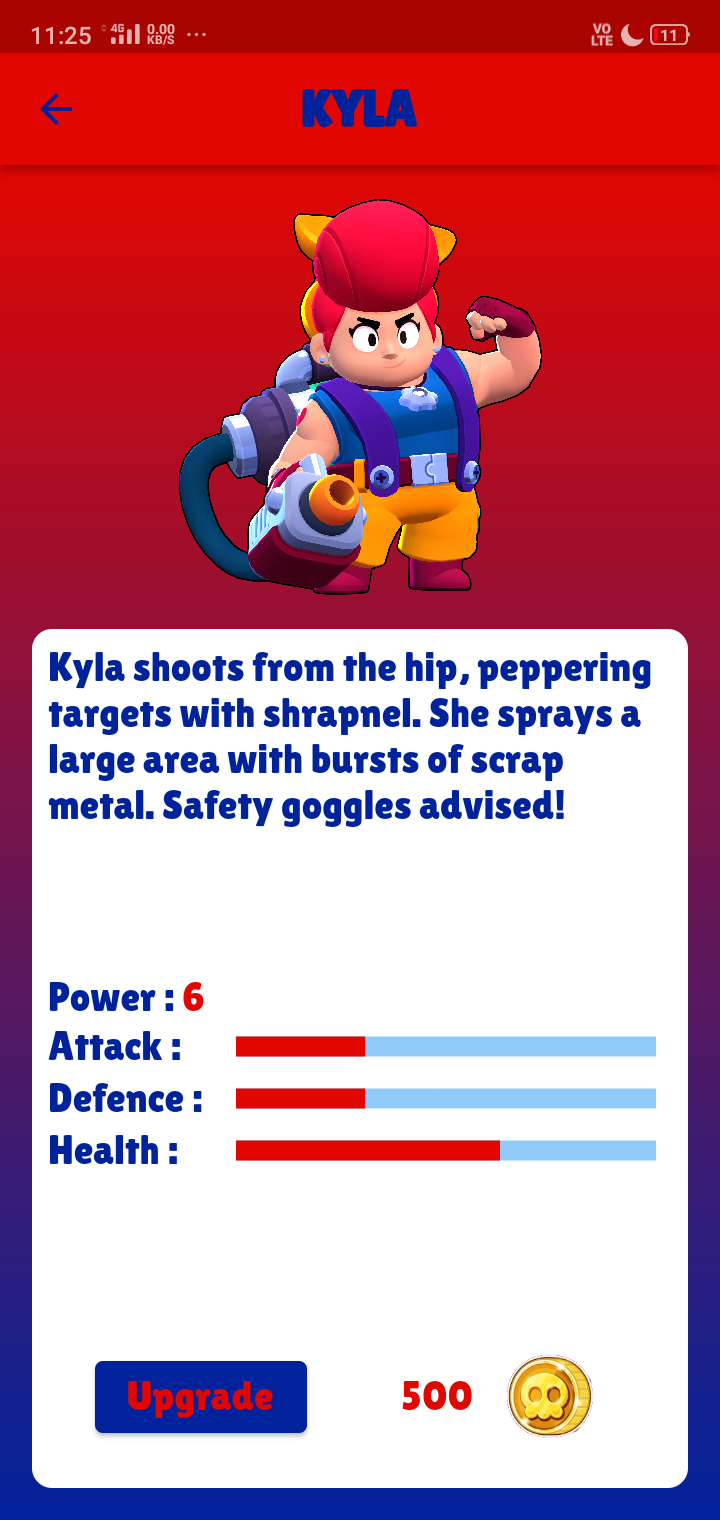 11:25 4G 0.00 KB/S ... VO LTE 11
KYLA
Kyla shoots from the hip, peppering
targets with shrapnel. She sprays a
large area with bursts of scrap
metal. Safety goggles advised!
Power : 6
Attack :
Defence :
Health :
Upgrade 500